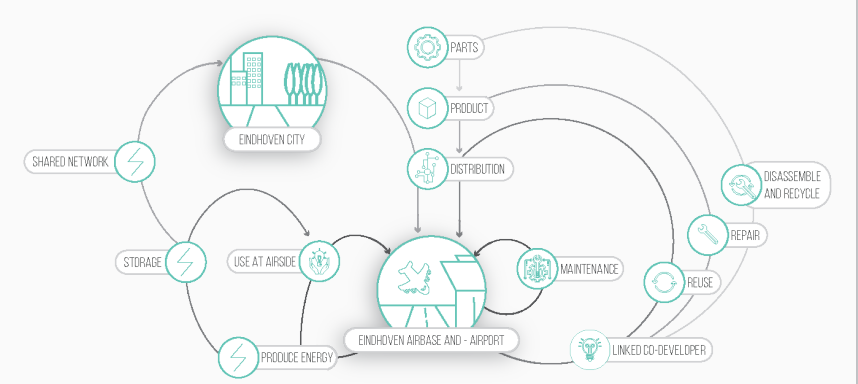 PARTS
PRODUCT
EINDHOVEN CITY
SHARED NETWORK
DISTRIBUTION
DISASSEMBLE
AND RECYCLE
REPAIR
STORAGE
USE AT AIRSIDE
MAINTENANCE
REUSE
EINDHOVEN AIRBASE AND - AIRPORT
PRODUCE ENERGY
LINKED CO-DEVELOPER